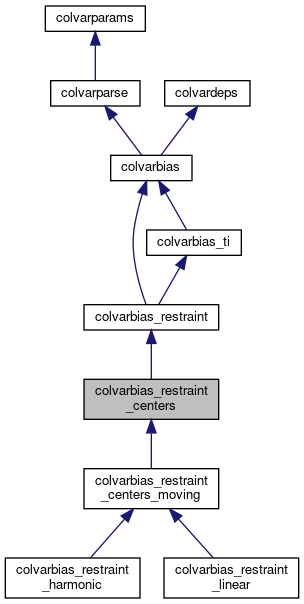 colvarparams
colvarparse
colvardeps
colvarbias
colvarbias_ti
colvarbias_restraint
colvarbias_restraint
_centers
colvarbias_restraint
_centers_moving
colvarbias_restraint
_harmonic
colvarbias_restraint
_linear